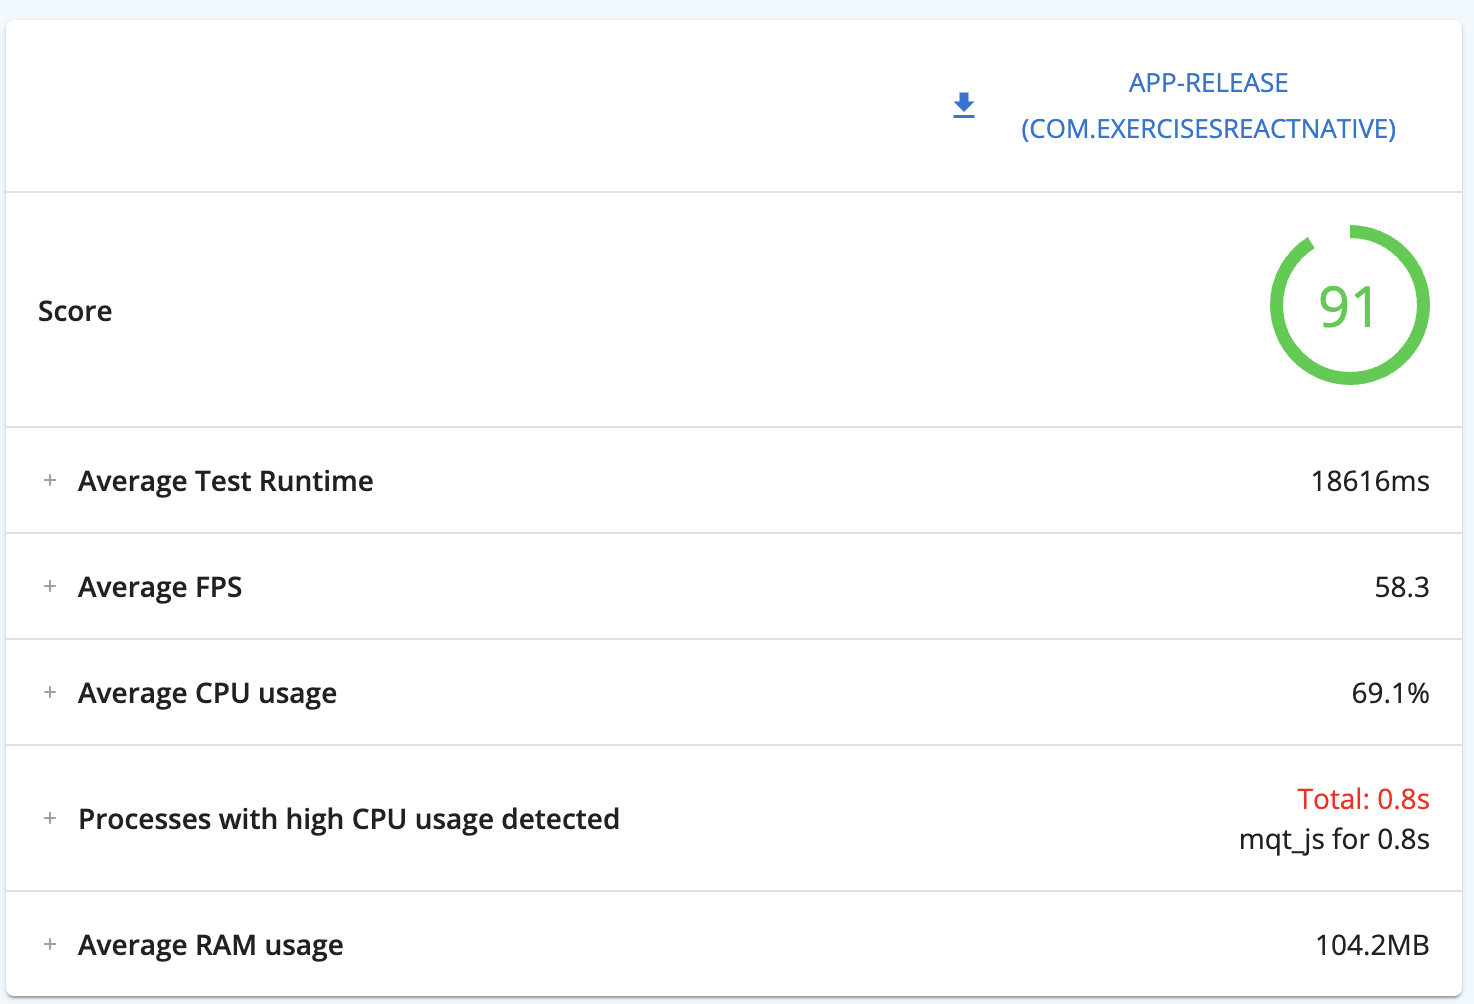 APP-RELEASE
(COM.EXERCISESREACTNATIVE)
Score
91
+ Average Test Runtime 18616ms
+ Average FPS 58.3
+ Average CPU usage 69.1%
+ Processes with high CPU usage detected
Total: 0.8s
mqt_js for 0.8s
+ Average RAM usage 104.2MB